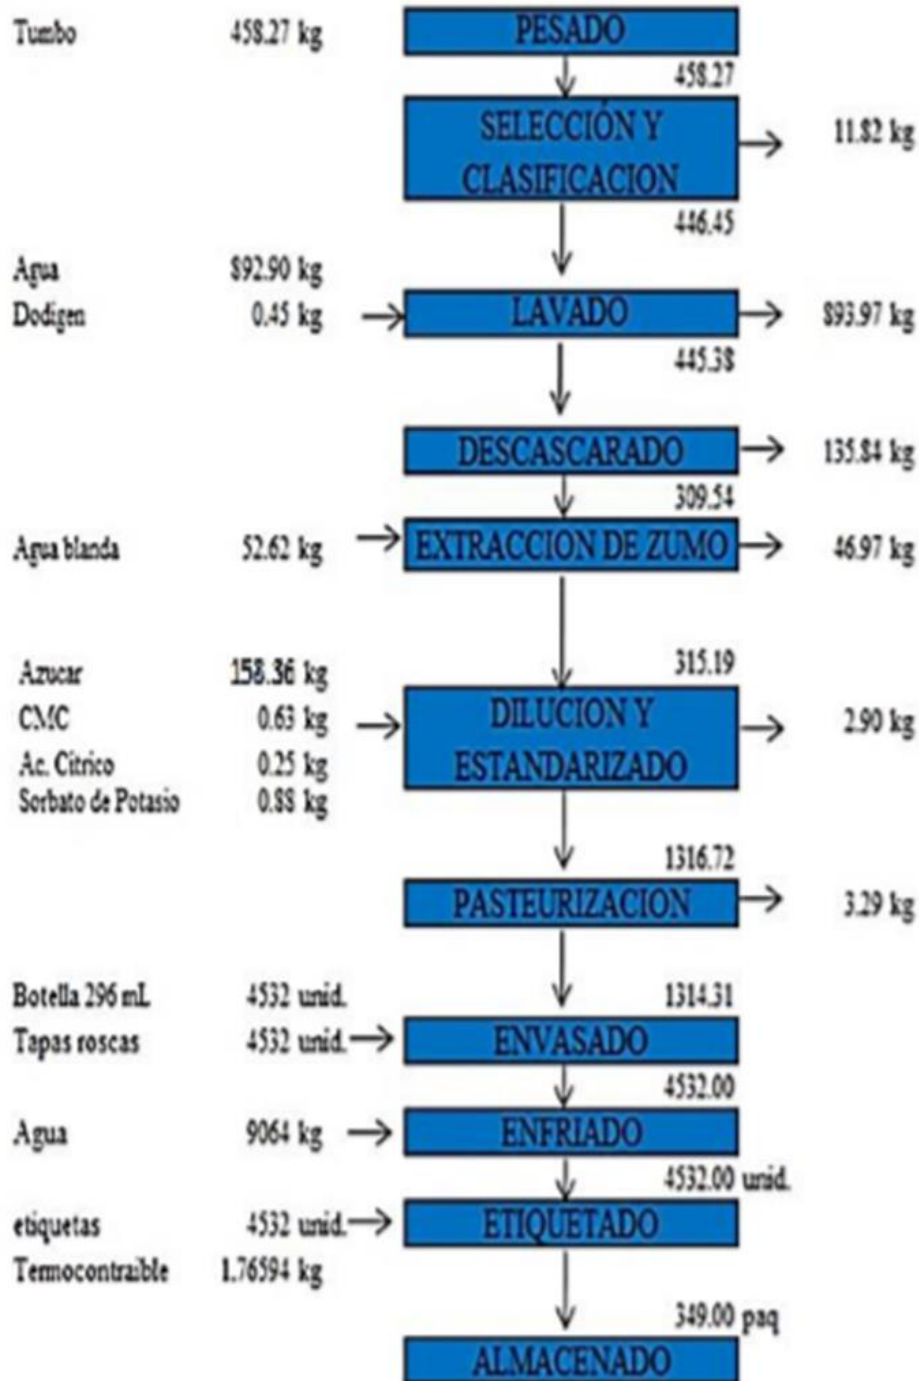 Tumbo 458.27 kg PESADO
458.27
SELECCIÓN Y
CLASIFICACION
11.82 kg
446.45
Agua 892.90 kg
Dodigen 0.45 kg LAVADO 893.97 kg
445.38
DESCASCARADO 135.84 kg
309.54
Agua blanda 52.62 kg EXTRACCION DE ZUMO 46.97 kg
315.19
Azucar 158.36 kg
CMC 0.63 kg
Ac. Citrico 0.25 kg
Sorbato de Potasio 0.88 kg
DILUCION Y
ESTANDARIZADO
2.90 kg
1316.72
PASTEURIZACION 3.29 kg
1314.31
Botella 296 mL 4532 unid.
Tapas roscas 4532 unid. ENVASADO
4532.00
Agua 9064 kg ENFRIADO
4532.00 unid.
etiquetas 4532 unid. ETIQUETADO
Termocontraible 1.76594 kg
349.00 paq
ALMACENADO